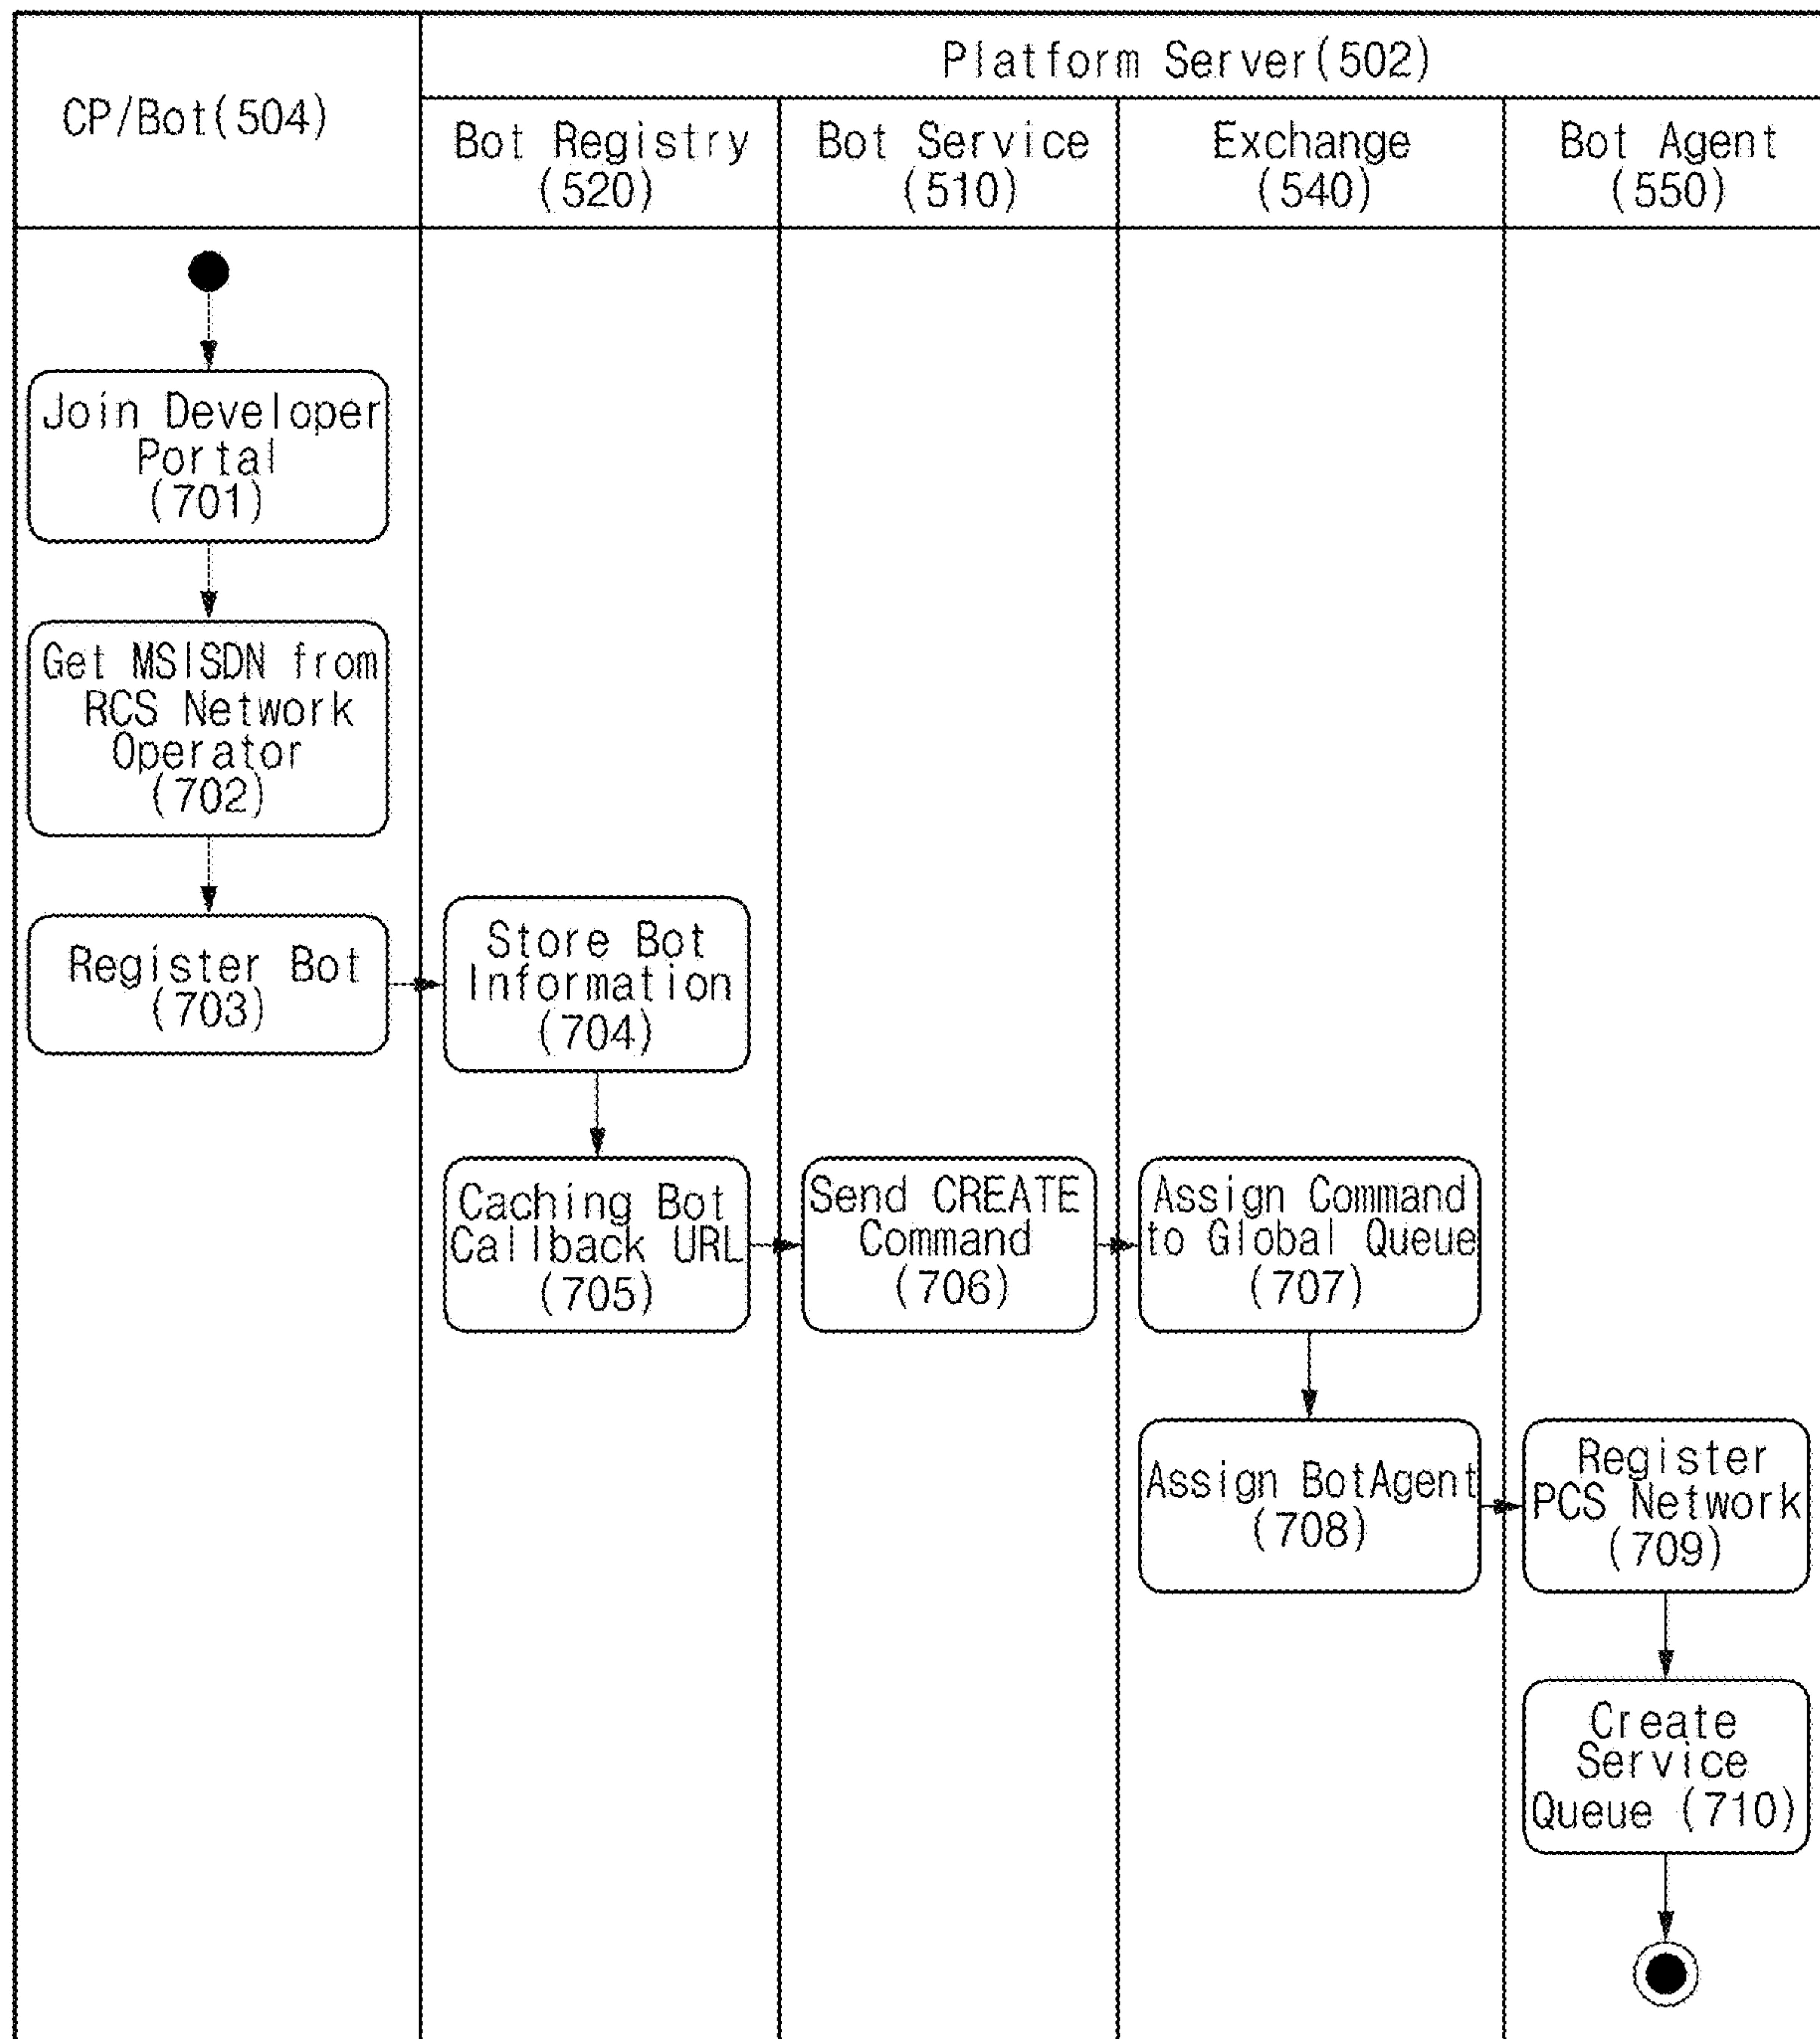 Platform Server(502)
CP/Bot(504)
Bot Registry
(520)
Bot Service
(510)
Exchange
(540)
Bot Agent
(550)
Join Developer
Portal
(701)
Get MSISDN from
RCS Network
Operator
(702)
Register Bot
(703)
Store Bot
Information
(704)
Caching Bot
Callback URL
(705)
Send CREATE
Command
(706)
Assign Command
to Global Queue
(707)
Assign BotAgent
(708)
Register
PCS Network
(709)
Create
Service
Queue (710)